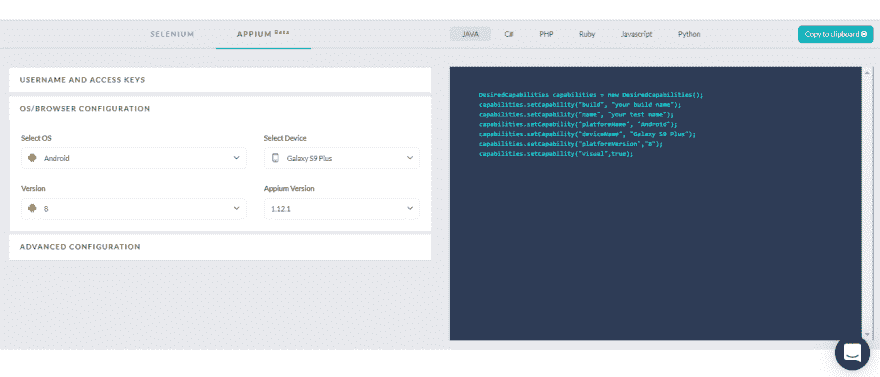 SELENIUM
APPIUM Beta
JAVA
C#
PHP
Ruby
Javascript
Python
Copy to clipboard
USERNAME AND ACCESS KEYS
OS/BROWSER CONFIGURATION
Select OS
Select Device
Android
Galaxy S9 Plus
Version
Appium Version
8
1.12.1
ADVANCED CONFIGURATION
DesiredCapabilities capabilities = new DesiredCapabilities();
capabilities.setCapability("build", "your build name");
capabilities.setCapability("name", "your test name");
capabilities.setCapability("platformName", "Android");
capabilities.setCapability("deviceName", "Galaxy S9 Plus");
capabilities.setCapability("platformVersion","8");
capabilities.setCapability("visual",true);